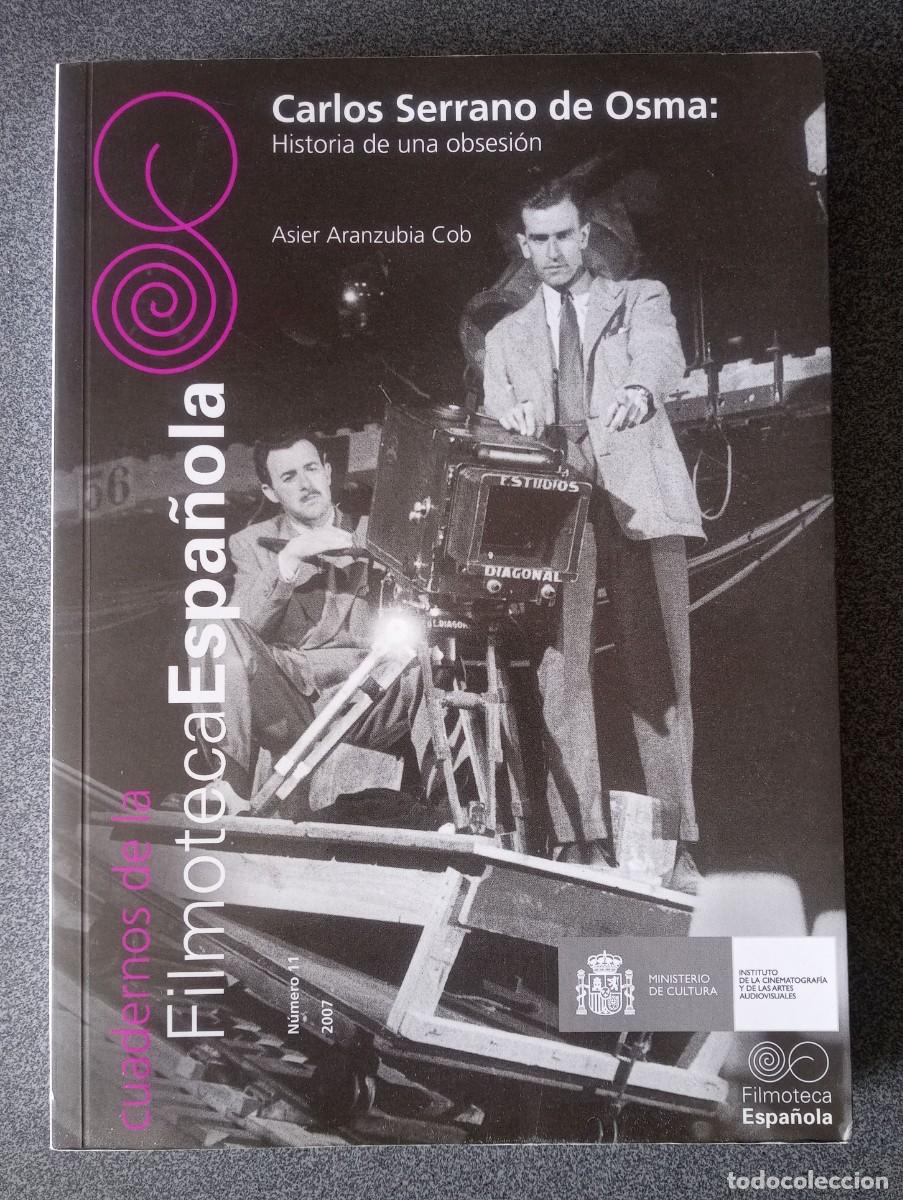 Carlos Serrano de Osma:
Historia de una obsesión
Asier Aranzubia Cob
cuadernos de la
FilmotecaEspañola
Número 11
2007
56
ESTUDIOS
DIAGONAL
MINISTERIO
DE CULTURA
INSTITUTO
DE LA CINEMATOGRAFÍA
Y DE LAS ARTES
AUDIOVISUALES
Filmoteca
Española
todocoleccion